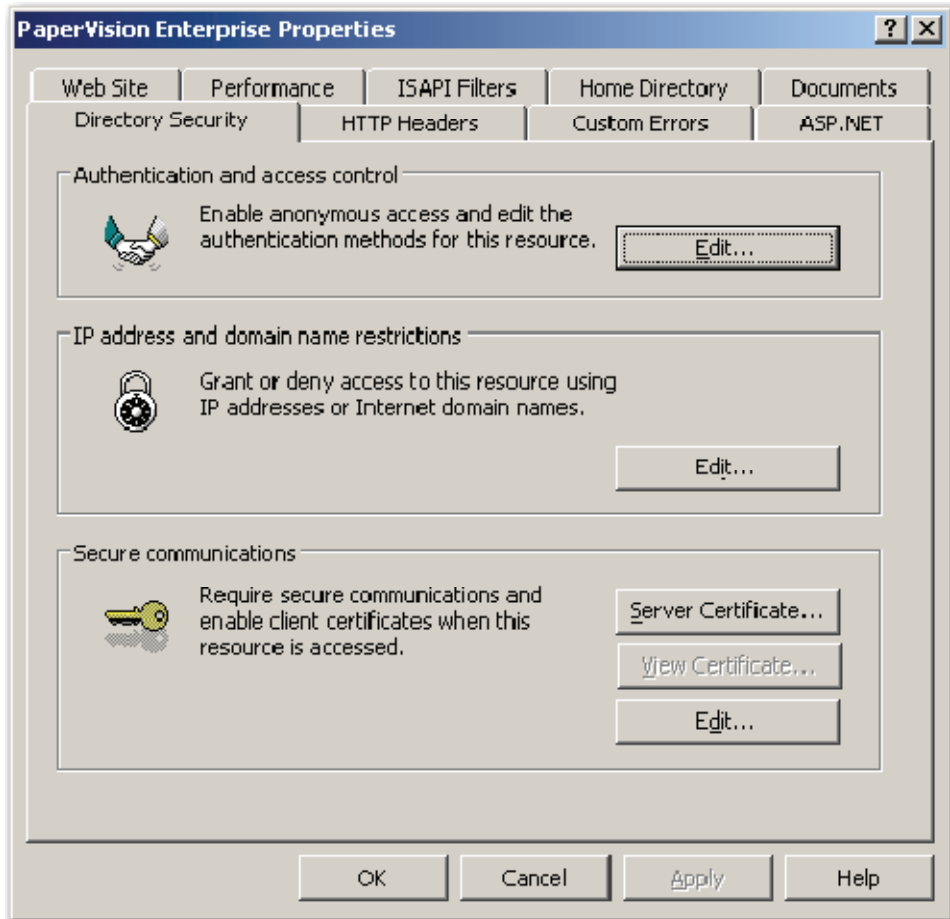 PaperVision Enterprise Properties
Web Site Performance ISAPI Filters Home Directory Documents
Directory Security HTTP Headers Custom Errors ASP.NET
Authentication and access control
Enable anonymous access and edit the
authentication methods for this resource.
Edit...
IP address and domain name restrictions
Grant or deny access to this resource using
IP addresses or Internet domain names.
Edit...
Secure communications
Require secure communications and
enable client certificates when this
resource is accessed.
Server Certificate...
View Certificate...
Edit...
OK Cancel Apply Help